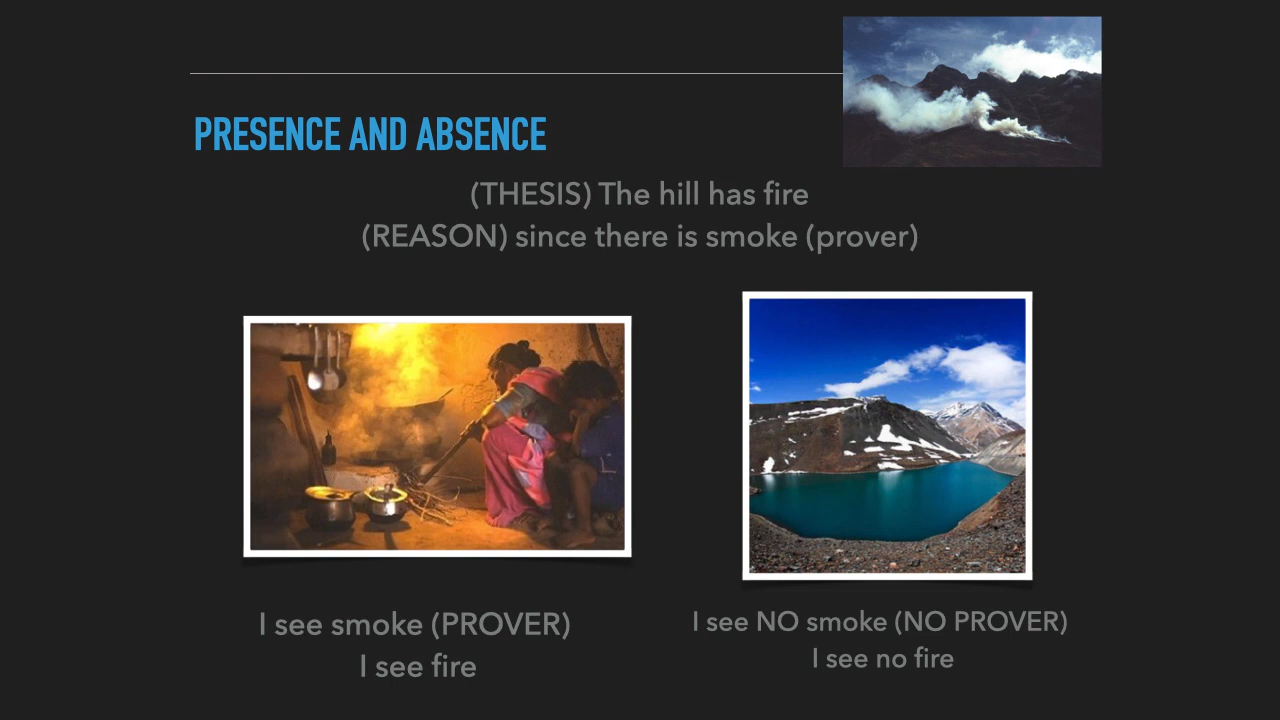 PRESENCE AND ABSENCE
(THESIS) The hill has fire
(REASON) since there is smoke (prover)
I see smoke (PROVER)
I see fire
I see NO smoke (NO PROVER)
I see no fire